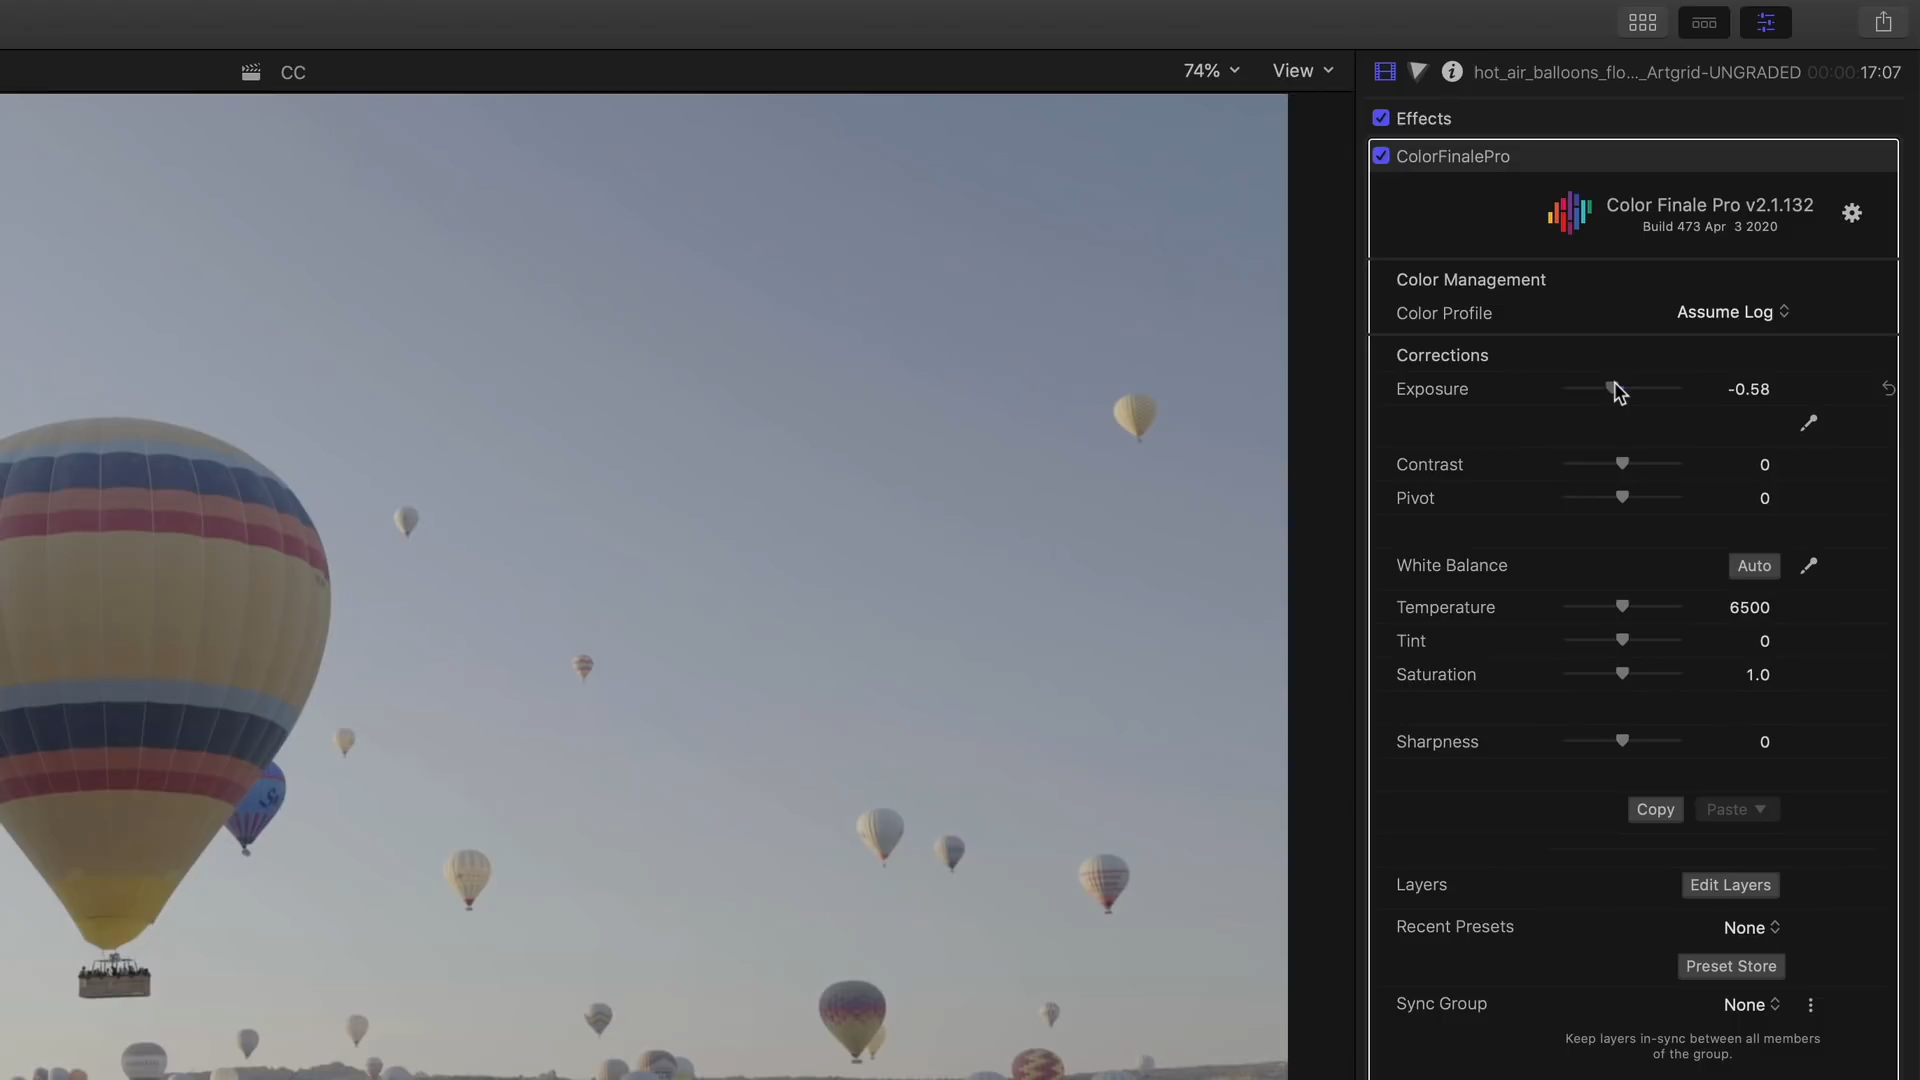 CC
74%
View
hot_air_balloons_flo..._Artgrid-UNGRADED 00:00:17:07
Effects
ColorFinalePro
Color Finale Pro v2.1.132
Build 473 Apr 3 2020
Color Management
Color Profile Assume Log
Corrections
Exposure -0.58
Contrast 0
Pivot 0
White Balance Auto
Temperature 6500
Tint 0
Saturation 1.0
Sharpness 0
Copy Paste
Layers Edit Layers
Recent Presets None
Preset Store
Sync Group None
Keep layers in-sync between all members
of the group.